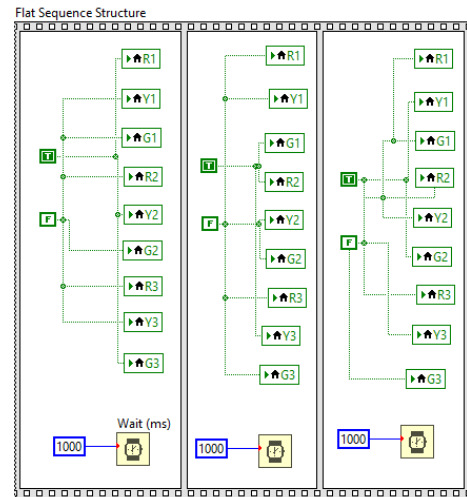 Flat Sequence Structure
R1 R1 R1
Y1 Y1 Y1
G1 G1 G1
T T T
R2 R2 R2
F F F
Y2 Y2 Y2
G2 G2 G2
R3 R3 R3
Y3 Y3 Y3
G3 G3 G3
Wait (ms)
1000 1000 1000